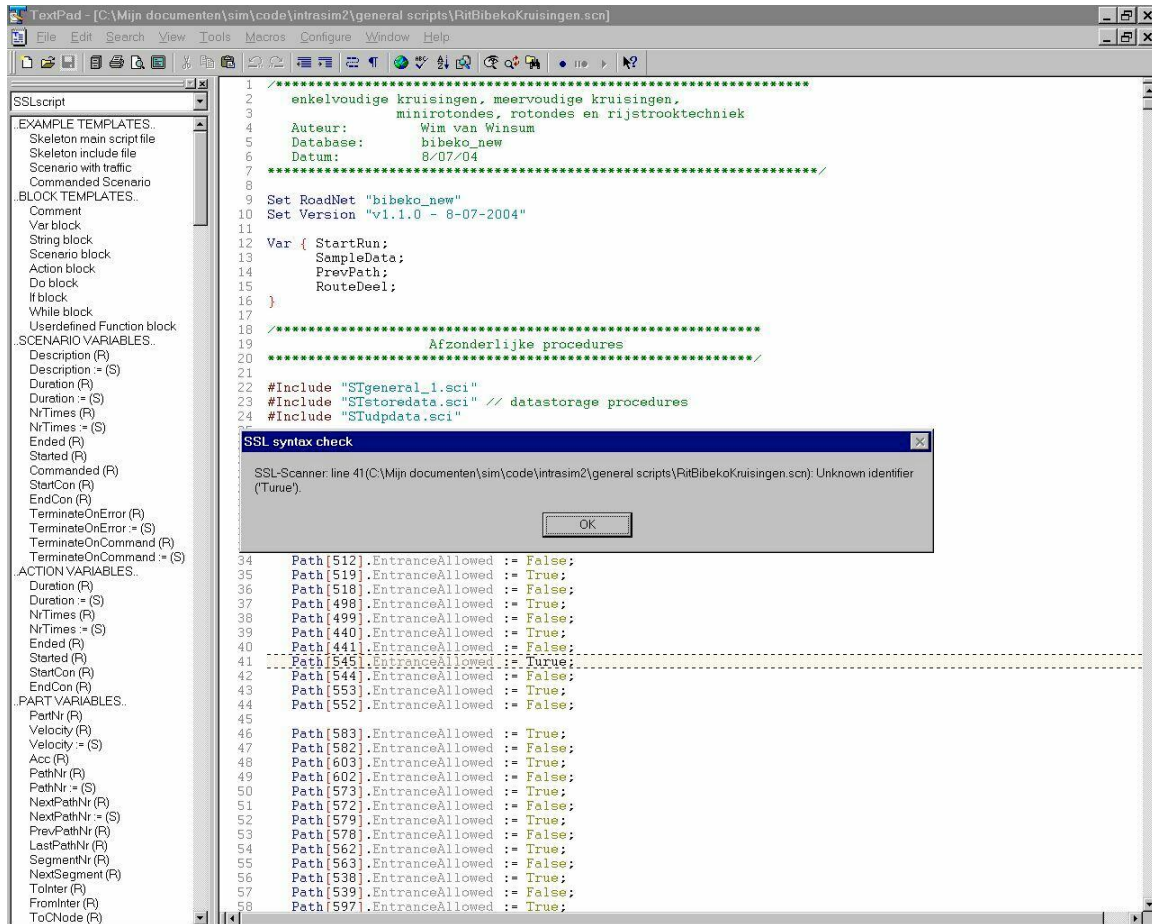 TextPad - [C:\Mijn documenten\sim\code\intrasim2\general scripts\RitBibekoKruisingen.scn]
File Edit Search View Tools Macros Configure Window Help
SSLscript
..EXAMPLE TEMPLATES..
Skeleton main script file
Skeleton include file
Scenario with traffic
Commanded Scenario
..BLOCK TEMPLATES..
Comment
Var block
String block
Scenario block
Action block
Do block
If block
While block
Userdefined Function block
..SCENARIO VARIABLES..
Description (R)
Description := (S)
Duration (R)
Duration := (S)
NrTimes (R)
NrTimes := (S)
Ended (R)
Started (R)
Commanded (R)
StartCon (R)
EndCon (R)
TerminateOnError (R)
TerminateOnError := (S)
TerminateOnCommand (R)
TerminateOnCommand := (S)
..ACTION VARIABLES..
Duration (R)
Duration := (S)
NrTimes (R)
NrTimes := (S)
Ended (R)
Started (R)
StartCon (R)
EndCon (R)
..PART VARIABLES..
PartNr (R)
Velocity (R)
Velocity := (S)
Acc (R)
PathNr (R)
PathNr := (S)
NextPathNr (R)
NextPathNr := (S)
PrevPathNr (R)
LastPathNr (R)
SegmentNr (R)
NextSegment (R)
ToInter (R)
FromInter (R)
ToCNode (R)
1 /******************************************************************
2 enkelvoudige kruisingen, meervoudige kruisingen,
3 minirotondes, rotondes en rijstrooktechniek
4 Auteur: Wim van Winsum
5 Database: bibeko_new
6 Datum: 8/07/04
7 ********************************************************************/
8
9 Set RoadNet "bibeko_new"
10 Set Version "v1.1.0 - 8-07-2004"
11
12 Var { StartRun;
13 SampleData;
14 PrevPath;
15 RouteDeel;
16 }
17
18 /************************************************************
19 Afzonderlijke procedures
20 ************************************************************/
21
22 #Include "STgeneral_1.sci"
23 #Include "STstoredata.sci" // datastorage procedures
24 #Include "STudpdata.sci"
SSL syntax check
SSL-Scanner: line 41(C:\Mijn documenten\sim\code\intrasim2\general scripts\RitBibekoKruisingen.scn): Unknown identifier
('Turue').
OK
34 Path[512].EntranceAllowed := False;
35 Path[519].EntranceAllowed := True;
36 Path[518].EntranceAllowed := False;
37 Path[498].EntranceAllowed := True;
38 Path[499].EntranceAllowed := False;
39 Path[440].EntranceAllowed := True;
40 Path[441].EntranceAllowed := False;
41 Path[545].EntranceAllowed := Turue;
42 Path[544].EntranceAllowed := False;
43 Path[553].EntranceAllowed := True;
44 Path[552].EntranceAllowed := False;
45
46 Path[583].EntranceAllowed := True;
47 Path[582].EntranceAllowed := False;
48 Path[603].EntranceAllowed := True;
49 Path[602].EntranceAllowed := False;
50 Path[573].EntranceAllowed := True;
51 Path[572].EntranceAllowed := False;
52 Path[579].EntranceAllowed := True;
53 Path[578].EntranceAllowed := False;
54 Path[562].EntranceAllowed := True;
55 Path[563].EntranceAllowed := False;
56 Path[538].EntranceAllowed := True;
57 Path[539].EntranceAllowed := False;
58 Path[597].EntranceAllowed := True;